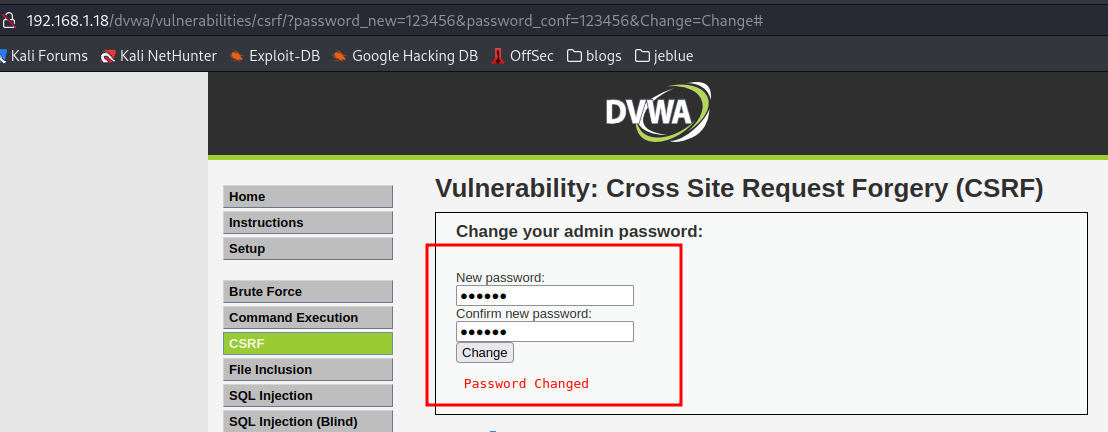 192.168.1.18/dvwa/vulnerabilities/csrf/?password_new=123456&password_conf=123456&Change=Change#
Kali Forums Kali NetHunter Exploit-DB Google Hacking DB OffSec blogs jeblue
DVWA
Home
Instructions
Setup
Brute Force
Command Execution
CSRF
File Inclusion
SQL Injection
SQL Injection (Blind)
Vulnerability: Cross Site Request Forgery (CSRF)
Change your admin password:
New password:
●●●●●●
Confirm new password:
●●●●●●
Change
Password Changed